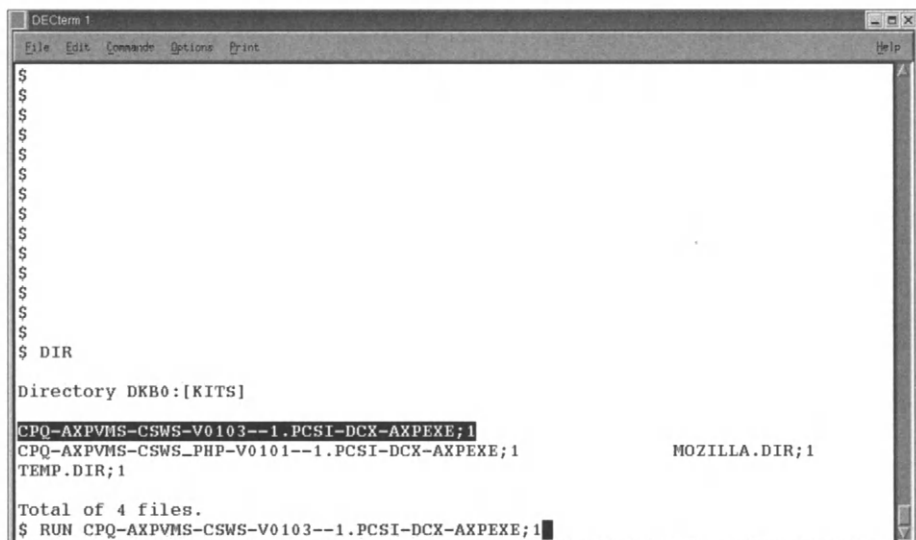 DECterm 1
File Edit Commands Options Print Help
$
$
$
$
$
$
$
$
$
$
$
$
$
$
$ DIR
Directory DKB0:[KITS]
CPQ-AXPVMS-CSWS-V0103--1.PCSI-DCX-AXPEXE;1
CPQ-AXPVMS-CSWS_PHP-V0101--1.PCSI-DCX-AXPEXE;1 MOZILLA.DIR;1
TEMP.DIR;1
Total of 4 files.
$ RUN CPQ-AXPVMS-CSWS-V0103--1.PCSI-DCX-AXPEXE;1